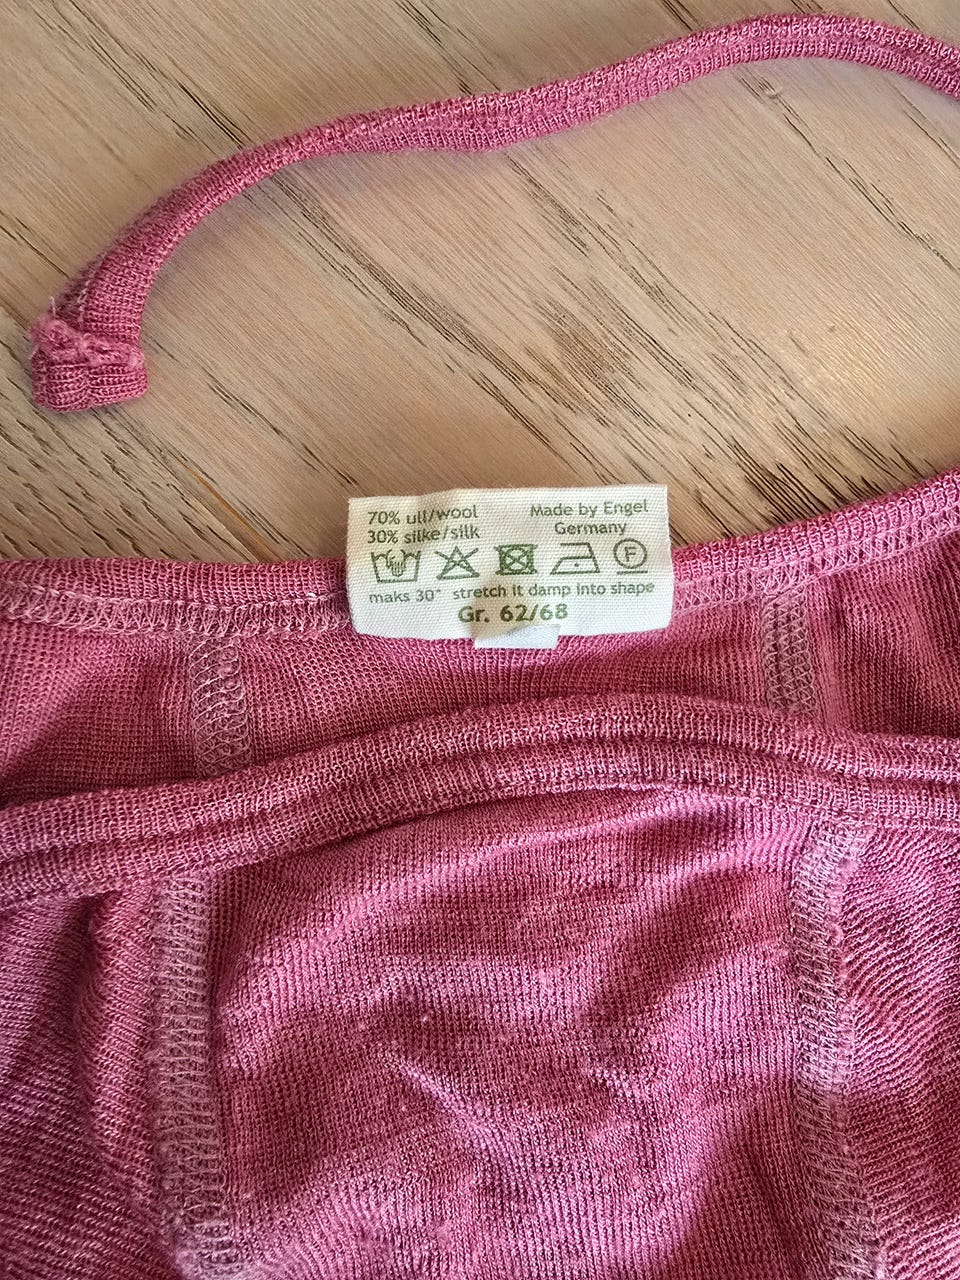 70% ull/wool
30% silke/silk
Made by Engel
Germany
F
maks 30° stretch it damp into shape
Gr. 62/68